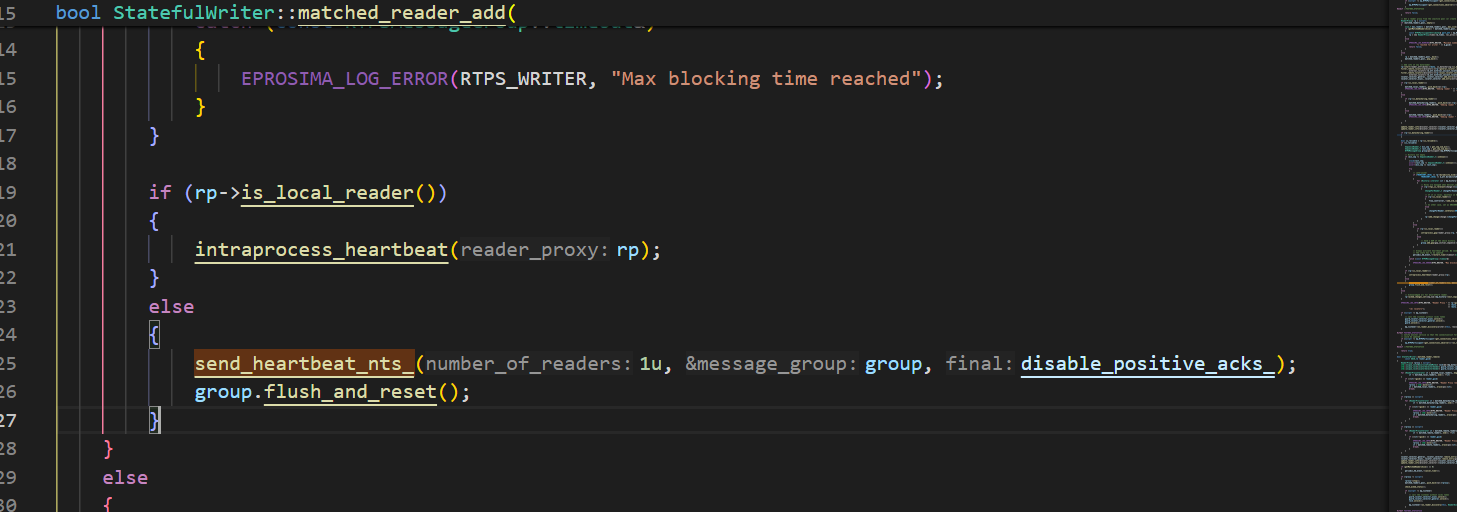 15 bool StatefulWriter::matched_reader_add(
14 {
15 EPROSIMA_LOG_ERROR(RTPS_WRITER, "Max blocking time reached");
16 }
17 }
18
19 if (rp->is_local_reader())
20 {
21 intraprocess_heartbeat(reader_proxy: rp);
22 }
23 else
24 {
25 send_heartbeat_nts_(number_of_readers: 1u, &message_group: group, final: disable_positive_acks_);
26 group.flush_and_reset();
27 }
28 }
29 else
30 {